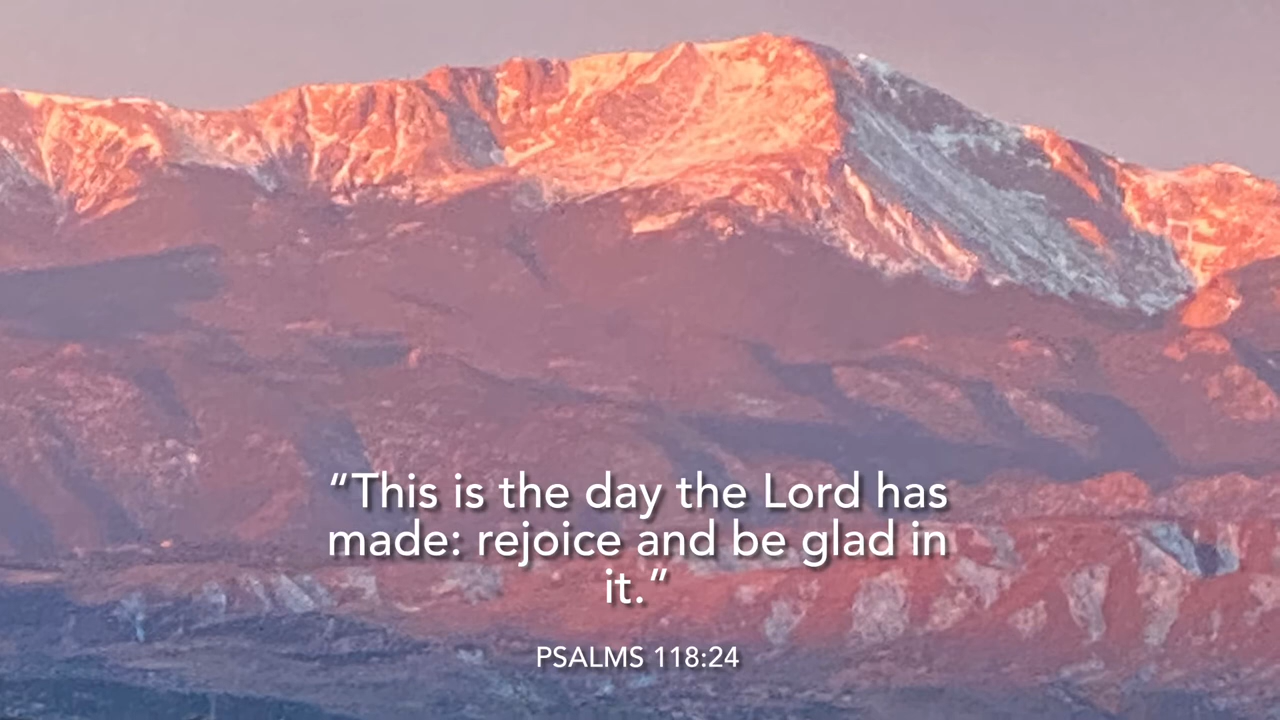 “This is the day the Lord has
made: rejoice and be glad in
it.”
PSALMS 118:24